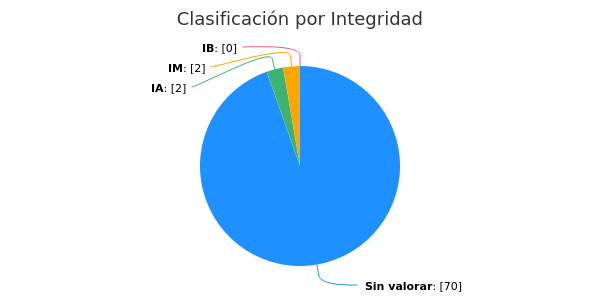 Clasificación por Integridad
IB: [0]
IM: [2]
IA: [2]
Sin valorar: [70]